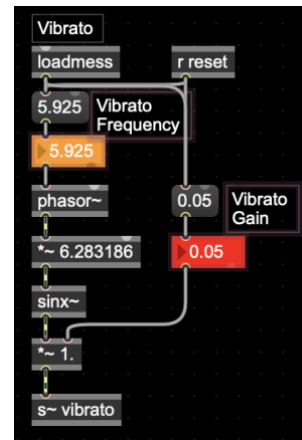 Vibrato
loadmess
r reset
5.925
Vibrato
Frequency
5.925
phasor~
0.05
Vibrato
Gain
*~ 6.283186
0.05
sinx~
*~ 1.
s~ vibrato